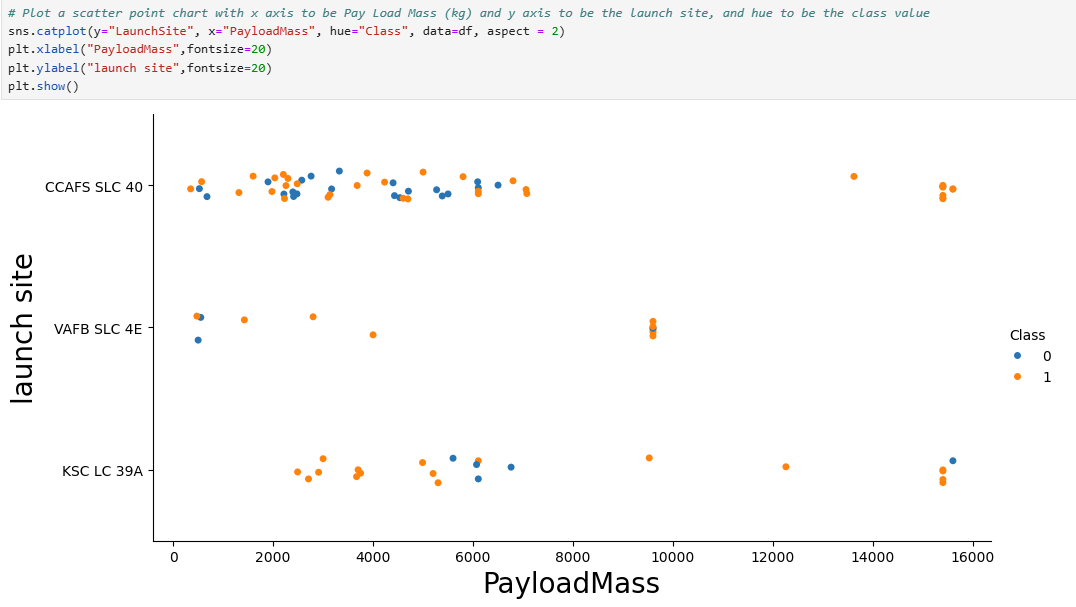 # Plot a scatter point chart with x axis to be Pay Load Mass (kg) and y axis to be the launch site, and hue to be the class value
sns.catplot(y="LaunchSite", x="PayloadMass", hue="Class", data=df, aspect = 2)
plt.xlabel("PayloadMass",fontsize=20)
plt.ylabel("launch site",fontsize=20)
plt.show()
launch site
CCAFS SLC 40
VAFB SLC 4E
KSC LC 39A
Class
0
1
0 2000 4000 6000 8000 10000 12000 14000 16000
PayloadMass